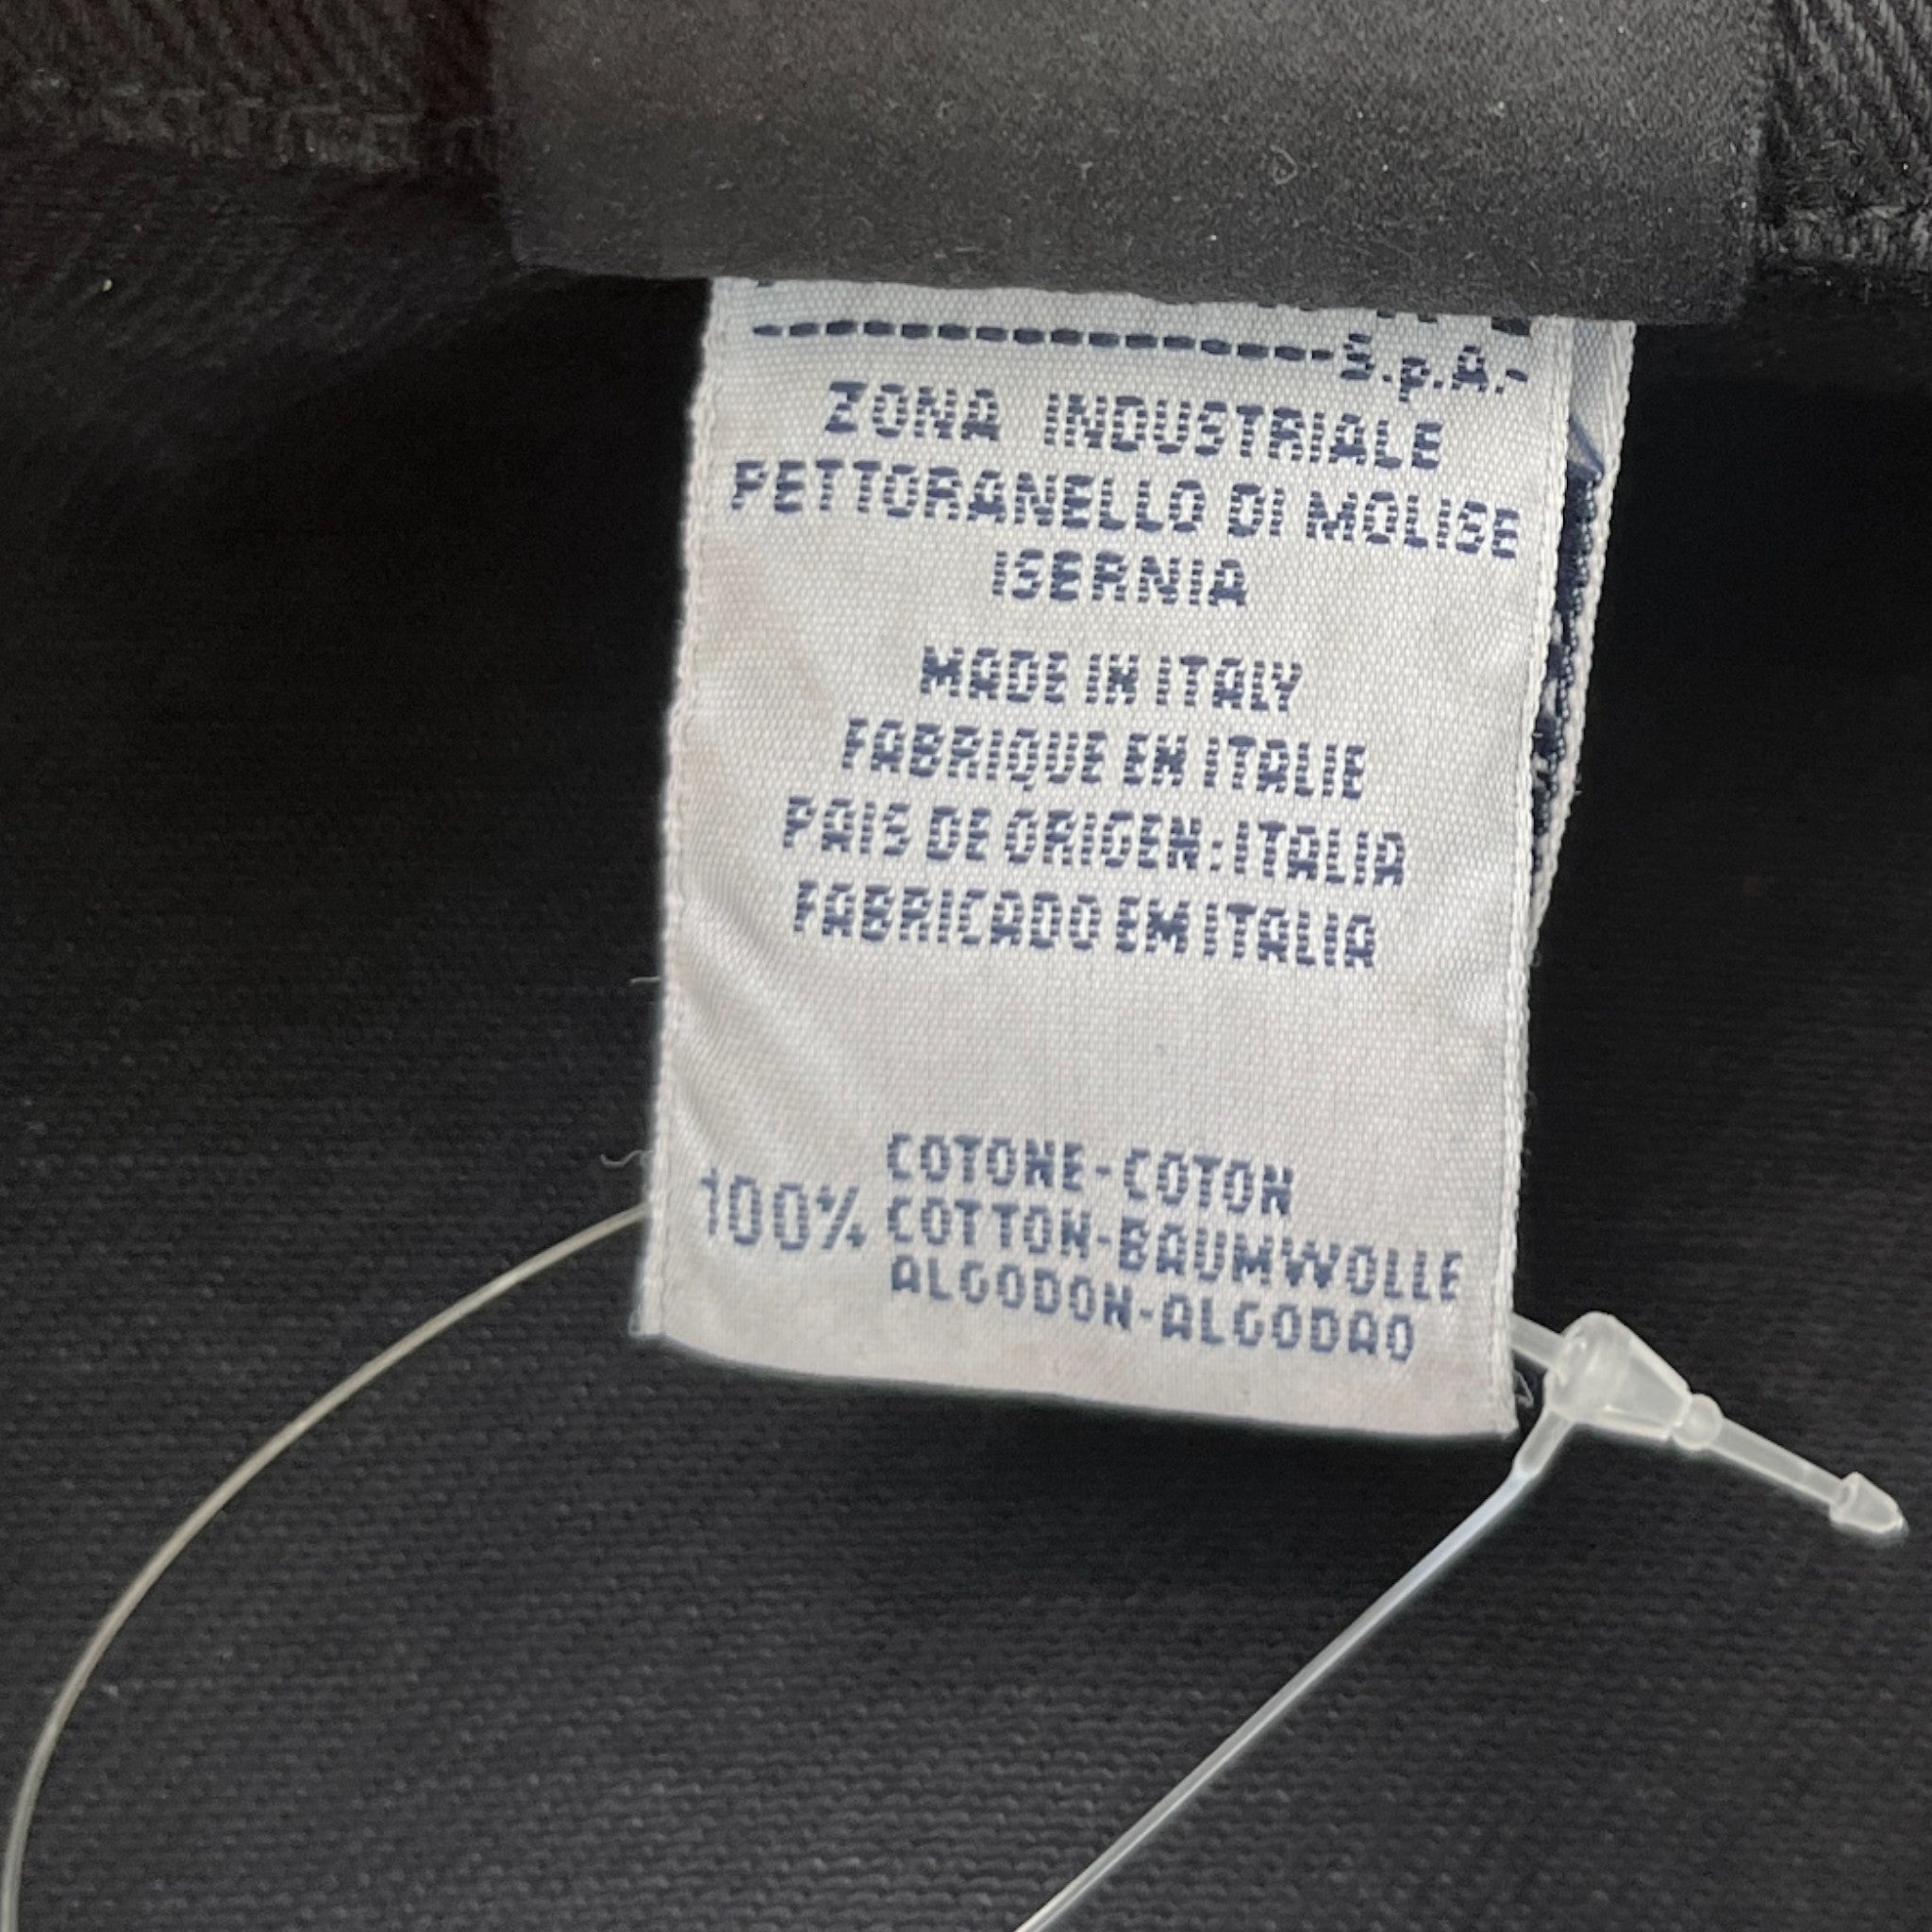 S.p.A.-
ZONA INDUSTRIALE
PETTORANELLO DI MOLISE
ISERNIA
MADE IN ITALY
FABRIQUE EN ITALIE
PAIS DE ORIGEN:ITALIA
FABRICADO EM ITALIA
100%
COTONE-COTON
COTTON-BAUMWOLLE
ALGODON-ALGODAO